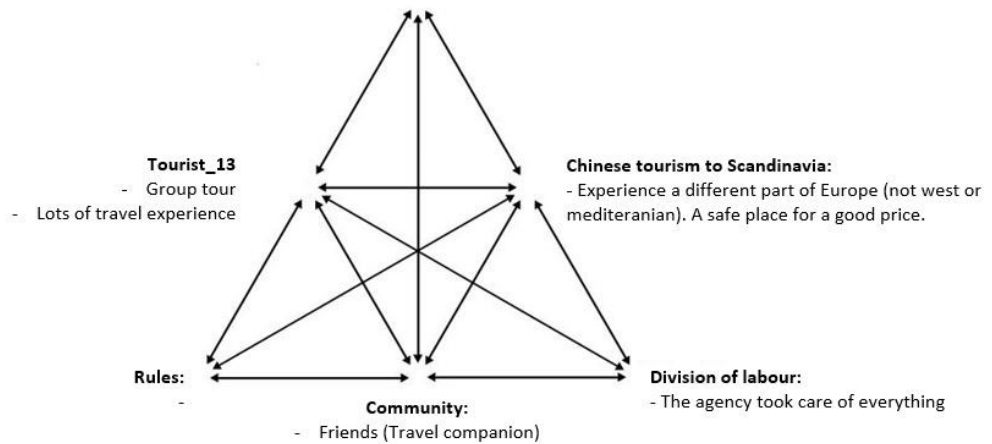 Tourist_13
- Group tour
- Lots of travel experience
Chinese tourism to Scandinavia:
- Experience a different part of Europe (not west or
mediteranian). A safe place for a good price.
Rules:
-
Community:
- Friends (Travel companion)
Division of labour:
- The agency took care of everything